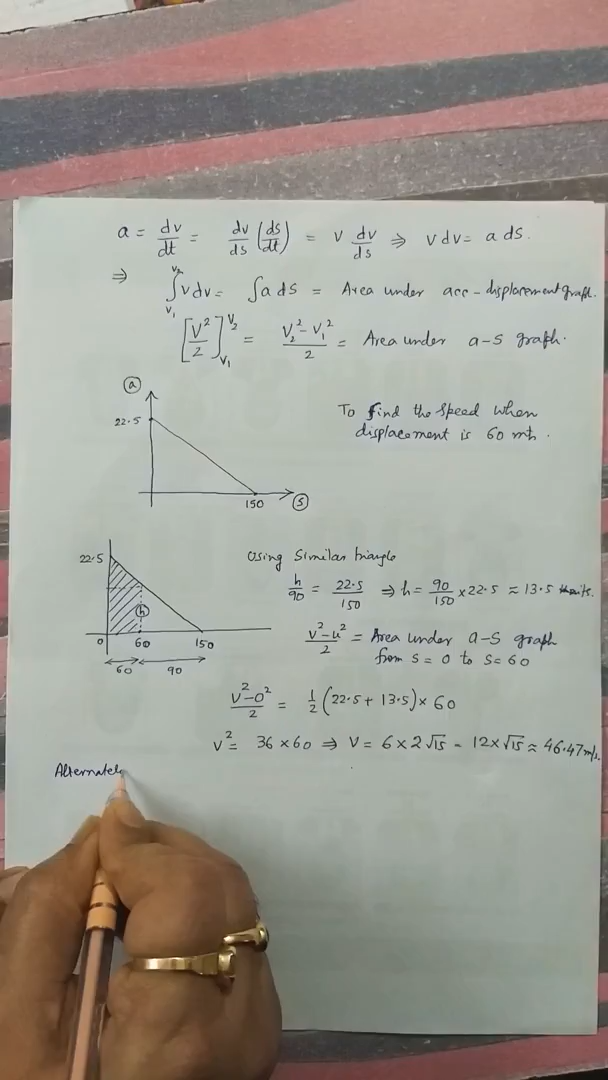 a = dv/dt = dv/ds (ds/dt) = v dv/ds ⇒ v dv = a ds.
⇒ ∫_{V₁}^{V₂} v dv = ∫ a ds = Area under acc - displacement graph.
[V²/2]_{V₁}^{V₂} = (V₂² - V₁²)/2 = Area under a-s graph.
a
22.5
To find the speed when
displacement is 60 mts.
150
s
22.5
Using Similar triangle
h/90 = 22.5/150 ⇒ h = 90/150 × 22.5 ≈ 13.5
h
0 60 150
60 90
(v² - u²)/2 = Area under a-s graph
from s = 0 to s = 60
(v² - 0²)/2 = 1/2 (22.5 + 13.5) × 60
v² = 36 × 60 ⇒ v = 6 × 2√15 = 12 × √15 ≈ 46.47 m/s.
Alternately